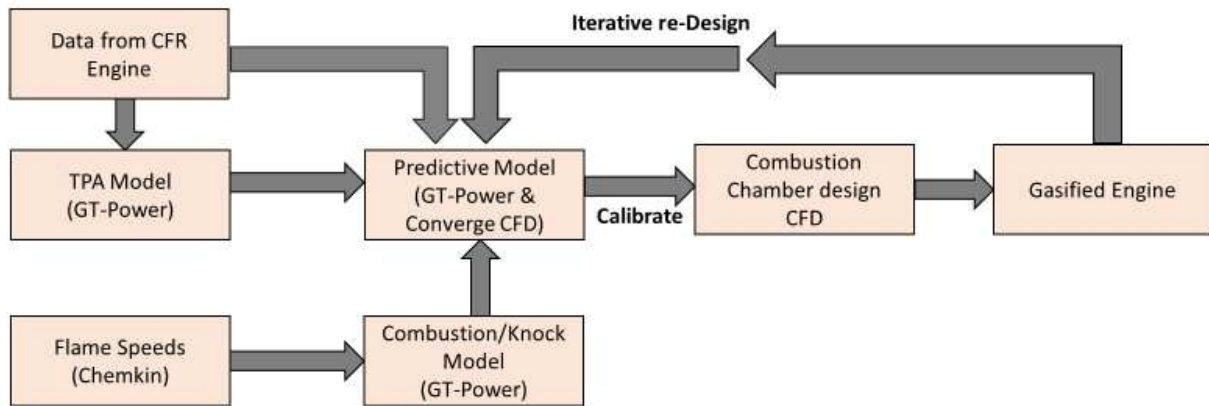 Iterative re-Design
Data from CFR
Engine
TPA Model
(GT-Power)
Predictive Model
(GT-Power &
Converge CFD)
Calibrate
Combustion
Chamber design
CFD
Gasified Engine
Flame Speeds
(Chemkin)
Combustion/Knock
Model
(GT-Power)